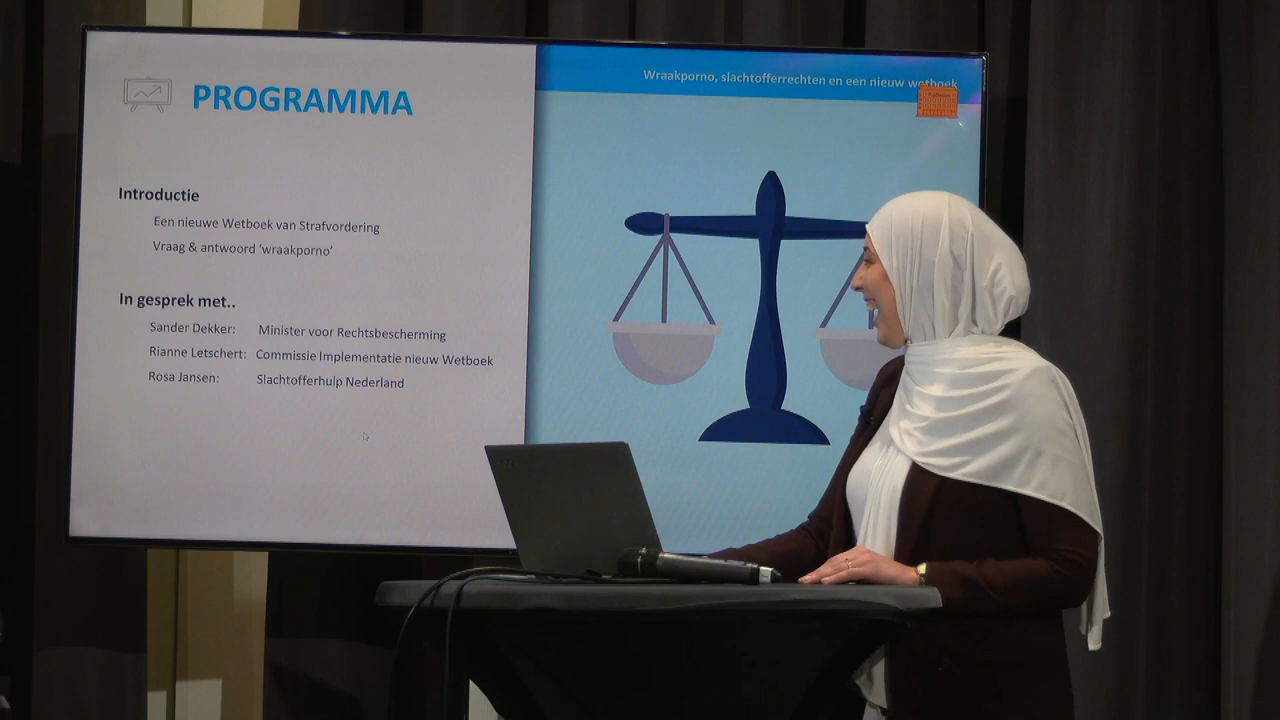 PROGRAMMA
Wraakporno, slachtofferrechten en een nieuw wetboek
Introductie
Een nieuwe Wetboek van Strafvordering
Vraag & antwoord ‘wraakporno’
In gesprek met..
Sander Dekker: Minister voor Rechtsbescherming
Rianne Letschert: Commissie Implementatie nieuw Wetboek
Rosa Jansen: Slachtofferhulp Nederland